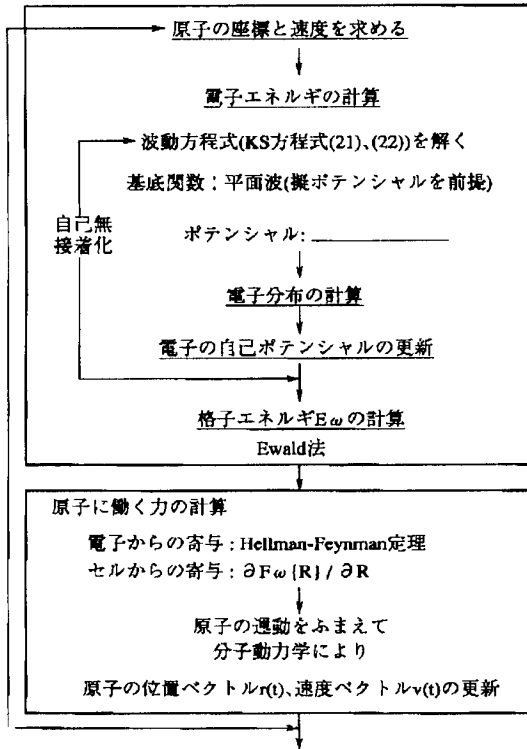 原子の座標と速度を求める
電子エネルギの計算
波動方程式(KS方程式(21)、(22))を解く
基底関数：平面波(擬ポテンシャルを前提)
自己無
接着化
ポテンシャル:
電子分布の計算
電子の自己ポテンシャルの更新
格子エネルギEωの計算
Ewald法
原子に働く力の計算
電子からの寄与：Hellman-Feynman定理
セルからの寄与：∂Fω{R}/∂R
原子の運動をふまえて
分子動力学により
原子の位置ベクトルr(t)、速度ベクトルv(t)の更新